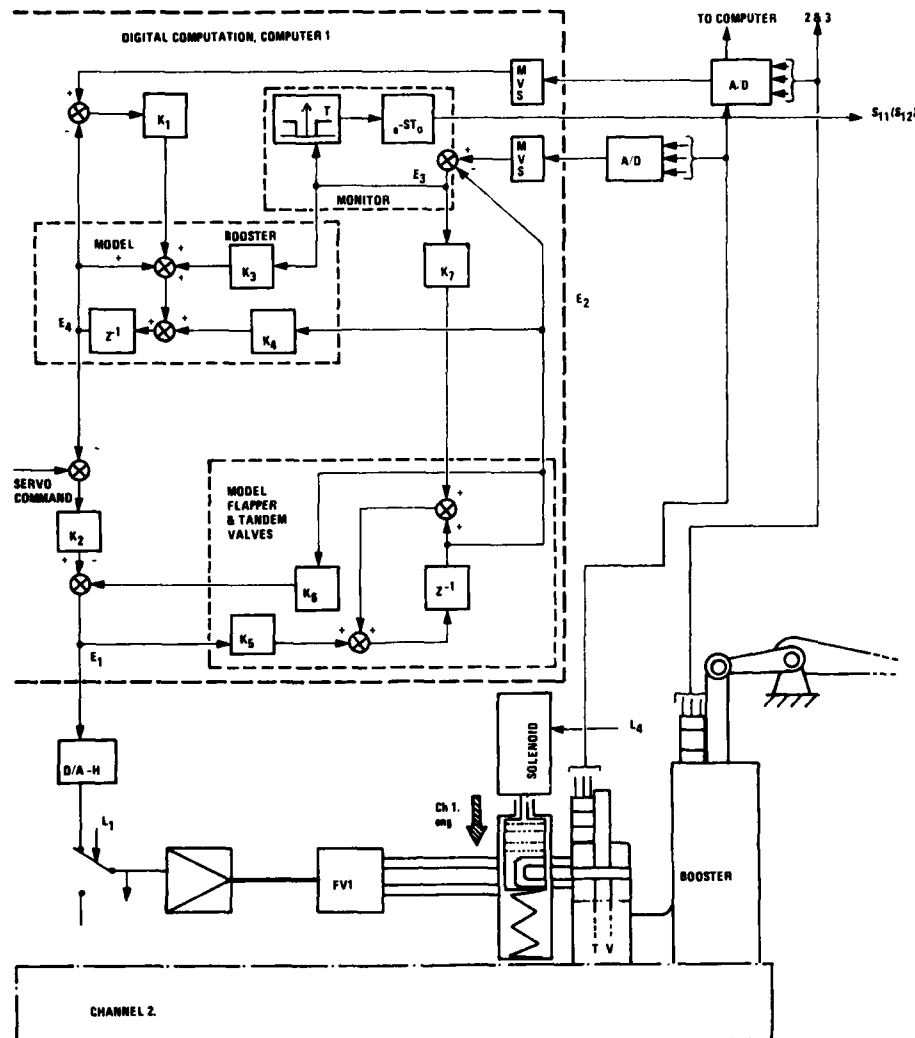 TO COMPUTER 2 & 3
DIGITAL COMPUTATION, COMPUTER 1
M
V
S
A/D
+
-
K1
T
e-STo
S11(S12)
M
V
S
A/D
+
-
E3
MONITOR
MODEL
BOOSTER
K3
K7
+
+
+
+
E4
Z-1
+
+
K4
E2
-
SERVO
COMMAND
MODEL
FLAPPER
& TANDEM
VALVES
+
+
K2
+
-
K6
Z-1
K5
+
+
E1
SOLENOID
L4
D/A-H
L1
Ch 1.
eng
FV1
BOOSTER
T V
CHANNEL 2.